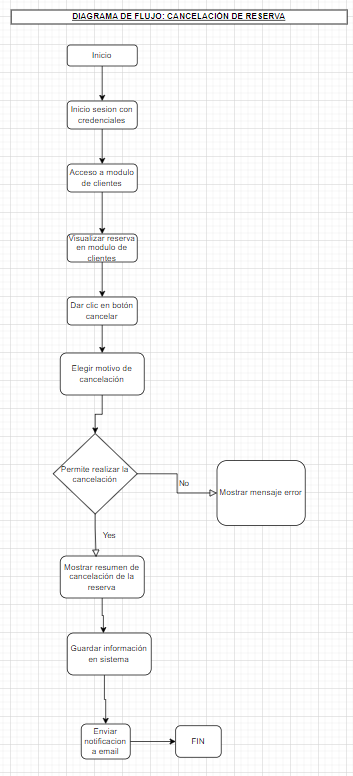 DIAGRAMA DE FLUJO: CANCELACIÓN DE RESERVA
Inicio
Inicio sesion con
credenciales
Acceso a modulo
de clientes
Visualizar reserva
en modulo de
clientes
Dar clic en botón
cancelar
Elegir motivo de
cancelación
Permite realizar la
cancelación
No
Mostrar mensaje error
Yes
Mostrar resumen de
cancelación de la
reserva
Guardar información
en sistema
Enviar
notificacion
a email
FIN